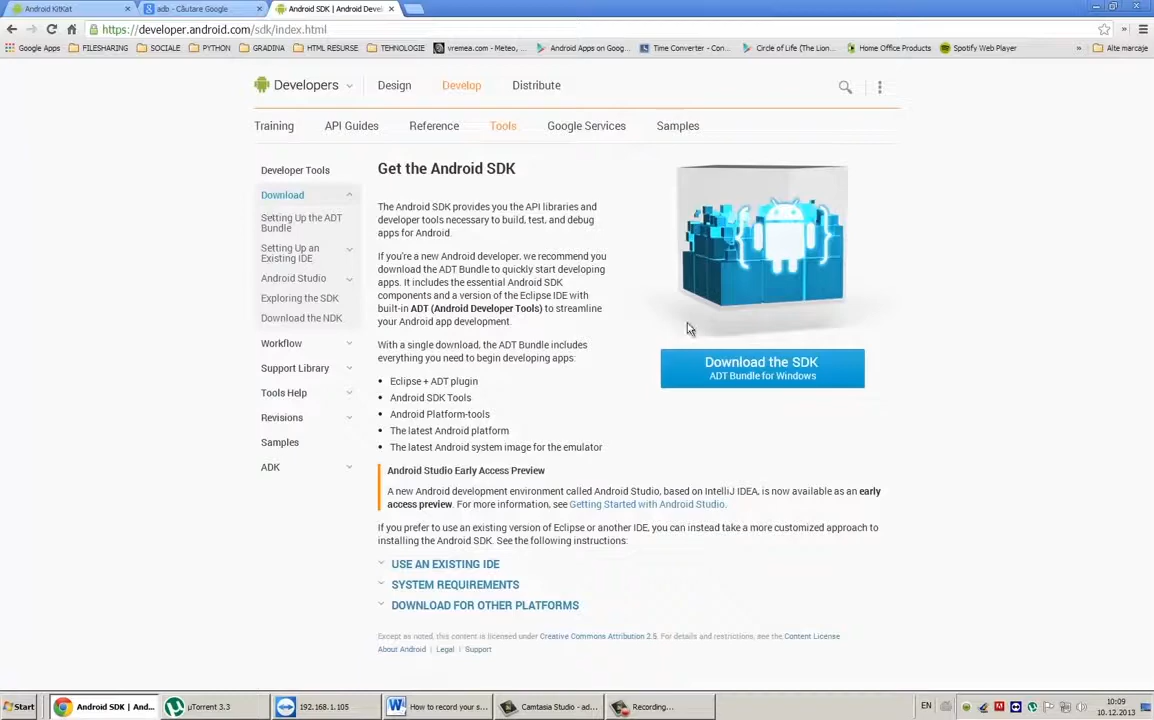 Android KitKat
adb - Căutare Google
Android SDK | Android Devel
https://developer.android.com/sdk/index.html
Google Apps
FILESHARING
SOCIALE
PYTHON
GRADINA
HTML RESURSE
TEHNOLOGIE
vremea.com - Meteo, ...
Android Apps on Goog...
Time Converter - Con...
Circle of Life (The Lion...
Home Office Products
Spotify Web Player
»
Alte marcaje
Developers
Design
Develop
Distribute
Training
API Guides
Reference
Tools
Google Services
Samples
Developer Tools
Download
Setting Up the ADT
Bundle
Setting Up an
Existing IDE
Android Studio
Exploring the SDK
Download the NDK
Workflow
Support Library
Tools Help
Revisions
Samples
ADK
Get the Android SDK
The Android SDK provides you the API libraries and
developer tools necessary to build, test, and debug
apps for Android.
If you're a new Android developer, we recommend you
download the ADT Bundle to quickly start developing
apps. It includes the essential Android SDK
components and a version of the Eclipse IDE with
built-in ADT (Android Developer Tools) to streamline
your Android app development.
With a single download, the ADT Bundle includes
everything you need to begin developing apps:
• Eclipse + ADT plugin
• Android SDK Tools
• Android Platform-tools
• The latest Android platform
• The latest Android system image for the emulator
Download the SDK
ADT Bundle for Windows
Android Studio Early Access Preview
A new Android development environment called Android Studio, based on IntelliJ IDEA, is now available as an early
access preview. For more information, see Getting Started with Android Studio.
If you prefer to use an existing version of Eclipse or another IDE, you can instead take a more customized approach to
installing the Android SDK. See the following instructions:
USE AN EXISTING IDE
SYSTEM REQUIREMENTS
DOWNLOAD FOR OTHER PLATFORMS
Except as noted, this content is licensed under Creative Commons Attribution 2.5. For details and restrictions, see the Content License
About Android | Legal | Support
Start
Android SDK | And...
µTorrent 3.3
192.168.1.105
How to record your s...
Camtasia Studio - ad...
Recording...
EN
10:09
10.12.2013